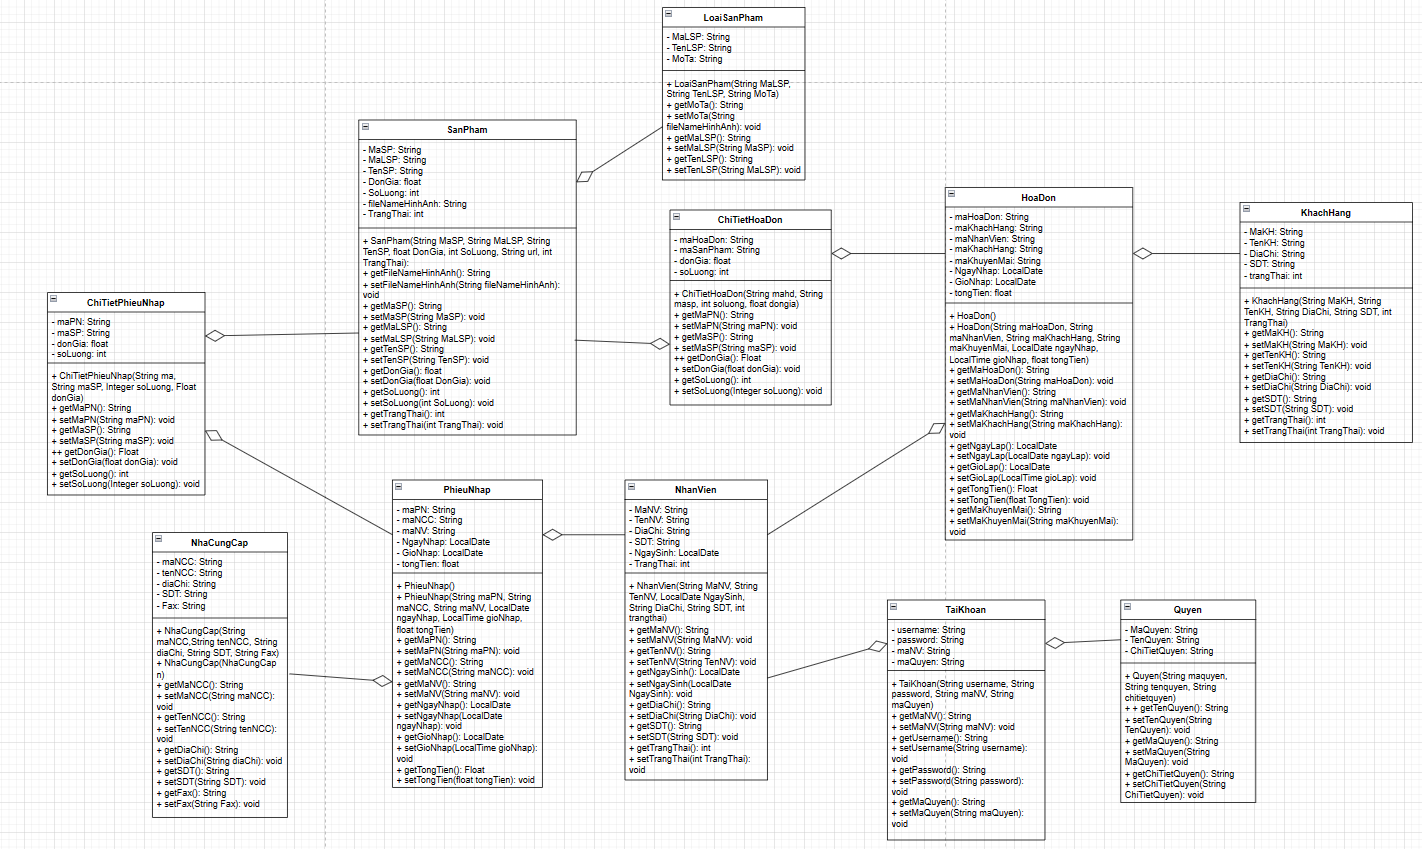 LoaiSanPham
- MaLSP: String
- TenLSP: String
- MoTa: String
+ LoaiSanPham(String MaLSP,
String TenLSP, String MoTa)
+ getMoTa(): String
+ setMoTa(String
fileNameHinhAnh): void
+ getMaLSP(): String
+ setMaLSP(String MaSP): void
+ getTenLSP(): String
+ setTenLSP(String MaLSP): void
SanPham
- MaSP: String
- MaLSP: String
- TenSP: String
- DonGia: float
- SoLuong: int
- fileNameHinhAnh: String
- TrangThai: int
+ SanPham(String MaSP, String MaLSP, String
TenSP, float DonGia, int SoLuong, String url, int
TrangThai):
+ getFileNameHinhAnh(): String
+ setFileNameHinhAnh(String fileNameHinhAnh):
void
+ getMaSP(): String
+ setMaSP(String MaSP): void
+ getMaLSP(): String
+ setMaLSP(String MaLSP): void
+ getTenSP(): String
+ setTenSP(String TenSP): void
+ getDonGia(): float
+ setDonGia(float DonGia): void
+ getSoLuong(): int
+ setSoLuong(int SoLuong): void
+ getTrangThai(): int
+ setTrangThai(int TrangThai): void
ChiTietHoaDon
- maHoaDon: String
- maSanPham: String
- donGia: float
- soLuong: int
+ ChiTietHoaDon(String mahd, String
masp, int soluong, float dongia)
+ getMaPN(): String
+ setMaPN(String maPN): void
+ getMaSP(): String
+ setMaSP(String maSP): void
++ getDonGia(): Float
+ setDonGia(float donGia): void
+ getSoLuong(): int
+ setSoLuong(Integer soLuong): void
HoaDon
- maHoaDon: String
- maKhachHang: String
- maNhanVien: String
- maKhachHang: String
- maKhuyenMai: String
- NgayNhap: LocalDate
- GioNhap: LocalDate
- tongTien: float
+ HoaDon()
+ HoaDon(String maHoaDon, String
maNhanVien, String maKhachHang, String
maKhuyenMai, LocalDate ngayNhap,
LocalTime gioNhap, float tongTien)
+ getMaHoaDon(): String
+ setMaHoaDon(String maHoaDon): void
+ getMaNhanVien(): String
+ setMaNhanVien(String maNhanVien): void
+ getMaKhachHang(): String
+ setMaKhachHang(String maKhachHang):
void
+ getNgayLap(): LocalDate
+ setNgayLap(LocalDate ngayLap): void
+ getGioLap(): LocalDate
+ setGioLap(LocalTime gioLap): void
+ getTongTien(): Float
+ setTongTien(float TongTien): void
+ getMaKhuyenMai(): String
+ setMaKhuyenMai(String maKhuyenMai):
void
KhachHang
- MaKH: String
- TenKH: String
- DiaChi: String
- SDT: String
- trangThai: int
+ KhachHang(String MaKH, String
TenKH, String DiaChi, String SDT, int
TrangThai)
+ getMaKH(): String
+ setMaKH(String MaKH): void
+ getTenKH(): String
+ setTenKH(String TenKH): void
+ getDiaChi(): String
+ setDiaChi(String DiaChi): void
+ getSDT(): String
+ setSDT(String SDT): void
+ getTrangThai(): int
+ setTrangThai(int TrangThai): void
ChiTietPhieuNhap
- maPN: String
- maSP: String
- donGia: float
- soLuong: int
+ ChiTietPhieuNhap(String ma,
String maSP, Integer soLuong, Float
donGia)
+ getMaPN(): String
+ setMaPN(String maPN): void
+ getMaSP(): String
+ setMaSP(String maSP): void
++ getDonGia(): Float
+ setDonGia(float donGia): void
+ getSoLuong(): int
+ setSoLuong(Integer soLuong): void
NhaCungCap
- maNCC: String
- tenNCC: String
- diaChi: String
- SDT: String
- Fax: String
+ NhaCungCap(String
maNCC,String tenNCC, String
diaChi, String SDT, String Fax)
+ NhaCungCap(NhaCungCap
n)
+ getMaNCC(): String
+ setMaNCC(String maNCC):
void
+ getTenNCC(): String
+ setTenNCC(String tenNCC):
void
+ getDiaChi(): String
+ setDiaChi(String diaChi): void
+ getSDT(): String
+ setSDT(String SDT): void
+ getFax(): String
+ setFax(String Fax): void
PhieuNhap
- maPN: String
- maNCC: String
- maNV: String
- NgayNhap: LocalDate
- GioNhap: LocalDate
- tongTien: float
+ PhieuNhap()
+ PhieuNhap(String maPN, String
maNCC, String maNV, LocalDate
ngayNhap, LocalTime gioNhap,
float tongTien)
+ getMaPN(): String
+ setMaPN(String maPN): void
+ getMaNCC(): String
+ setMaNCC(String maNCC): void
+ getMaNV(): String
+ setMaNV(String maNV): void
+ getNgayNhap(): LocalDate
+ setNgayNhap(LocalDate
ngayNhap): void
+ getGioNhap(): LocalDate
+ setGioNhap(LocalTime gioNhap):
void
+ getTongTien(): Float
+ setTongTien(float tongTien): void
NhanVien
- MaNV: String
- TenNV: String
- DiaChi: String
- SDT: String
- NgaySinh: LocalDate
- TrangThai: int
+ NhanVien(String MaNV, String
TenNV, LocalDate NgaySinh,
String DiaChi, String SDT, int
trangthai)
+ getMaNV(): String
+ setMaNV(String MaNV): void
+ getTenNV(): String
+ setTenNV(String TenNV): void
+ getNgaySinh(): LocalDate
+ setNgaySinh(LocalDate
NgaySinh): void
+ getDiaChi(): String
+ setDiaChi(String DiaChi): void
+ getSDT(): String
+ setSDT(String SDT): void
+ getTrangThai(): int
+ setTrangThai(int TrangThai):
void
TaiKhoan
- username: String
- password: String
- maNV: String
- maQuyen: String
+ TaiKhoan(String username, String
password, String maNV, String
maQuyen)
+ getMaNV(): String
+ setMaNV(String maNV): void
+ getUsername(): String
+ setUsername(String username):
void
+ getPassword(): String
+ setPassword(String password):
void
+ getMaQuyen(): String
+ setMaQuyen(String maQuyen):
void
Quyen
- MaQuyen: String
- TenQuyen: String
- ChiTietQuyen: String
+ Quyen(String maquyen,
String tenquyen, String
chitietquyen)
+ + getTenQuyen(): String
+ setTenQuyen(String
TenQuyen): void
+ getMaQuyen(): String
+ setMaQuyen(String
MaQuyen): void
+ getChiTietQuyen(): String
+ setChiTietQuyen(String
ChiTietQuyen): void